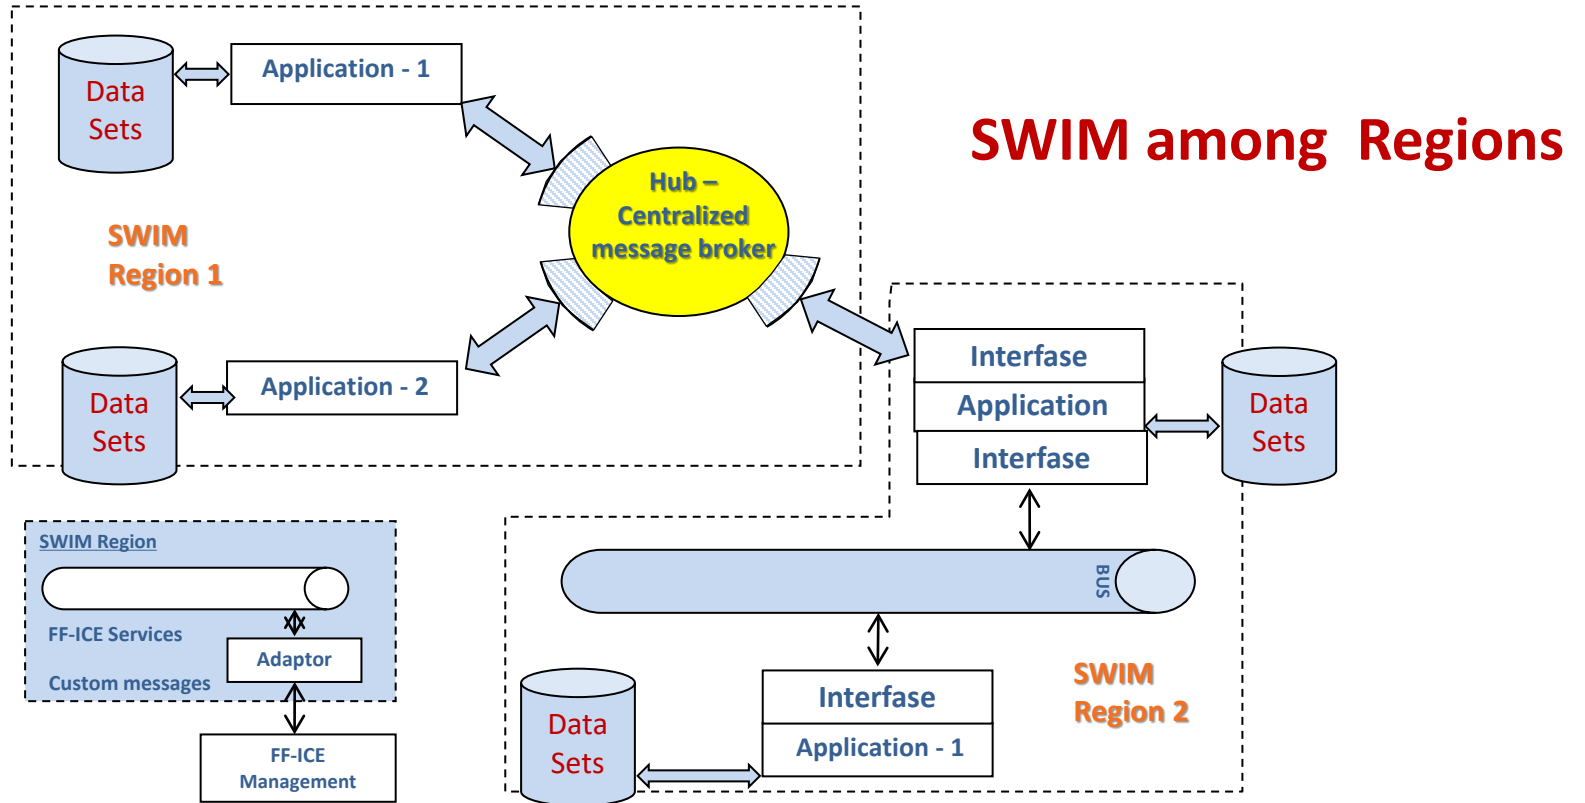 SWIM among  Regions
Data
Sets
Application - 1
Hub –
Centralized
message broker
SWIM
Region 1
Data
Sets
Application - 2
Interfase
Application
Interfase
Data
Sets
BUS
Interfase
Application - 1
Data
Sets
SWIM
Region 2
SWIM Region
FF-ICE Services
Adaptor
Custom messages
FF-ICE
Management